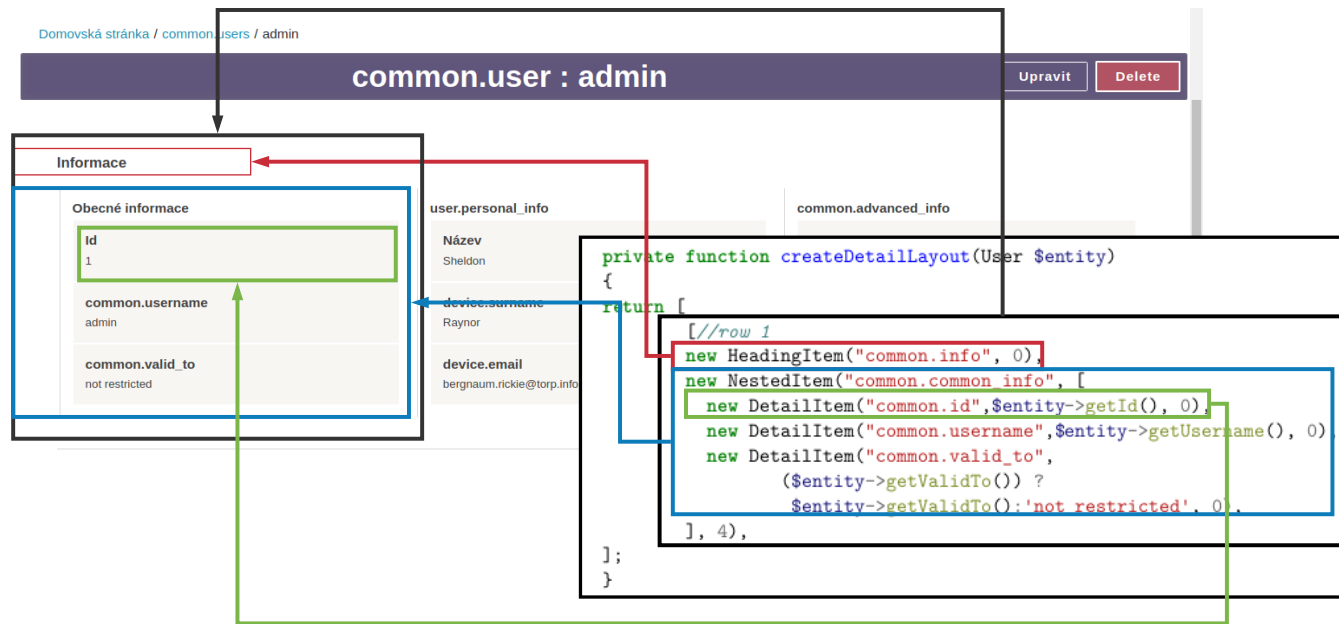 Domovská stránka / common.users / admin
common.user : admin
Upravit
Delete
Informace
Obecné informace
Id
1
common.username
admin
common.valid_to
not restricted
user.personal_info
Název
Sheldon
device.surname
Raynor
device.email
bergnaum.rickie@torp.info
common.advanced_info
private function createDetailLayout(User $entity)
{
return [
[//row 1
new HeadingItem("common.info", 0),
new NestedItem("common.common_info", [
new DetailItem("common.id",$entity->getId(), 0),
new DetailItem("common.username",$entity->getUsername(), 0)
new DetailItem("common.valid_to",
($entity->getValidTo()) ?
$entity->getValidTo():'not restricted', 0),
], 4),
];
}